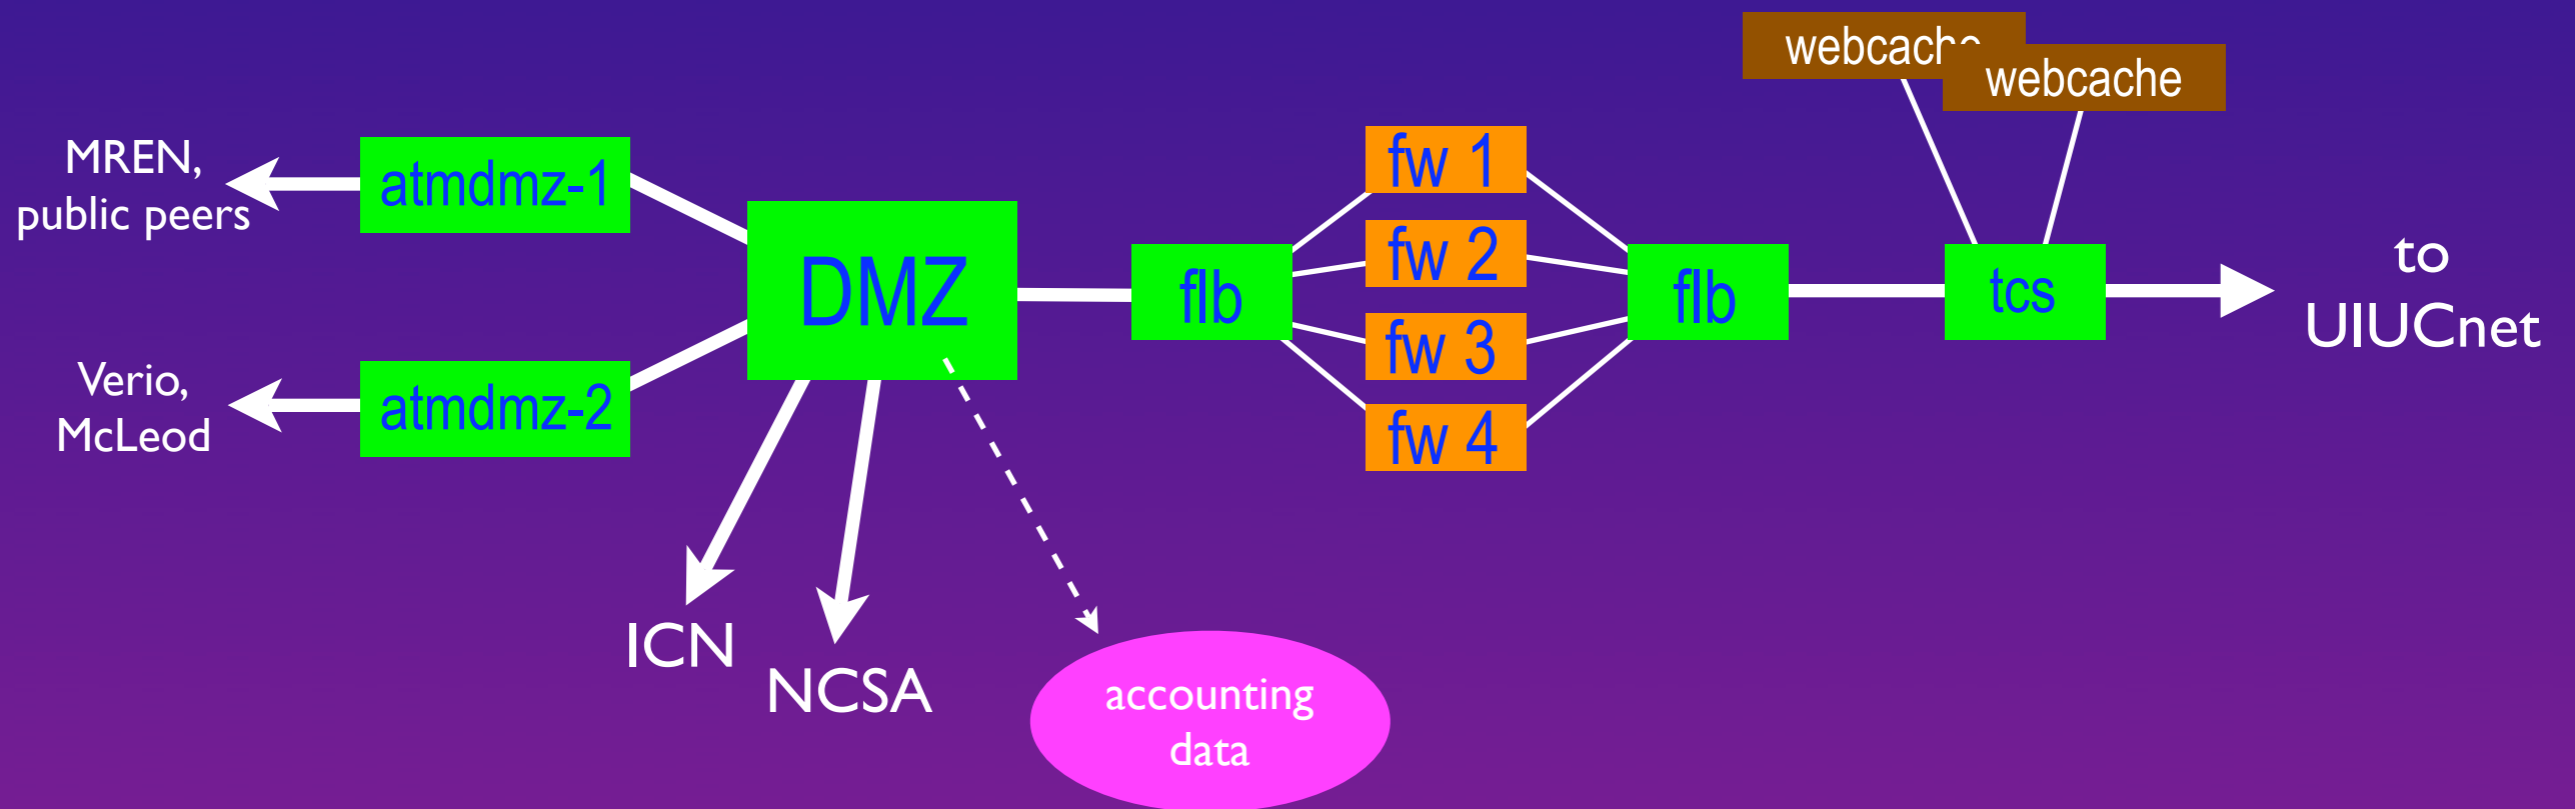 webcache
webcache
MREN,
public peers
atmdmz-1
fw 1
fw 2
fw 3
fw 4
DMZ
flb
flb
tcs
to
UIUCnet
Verio,
McLeod
atmdmz-2
ICN
NCSA
accounting
data